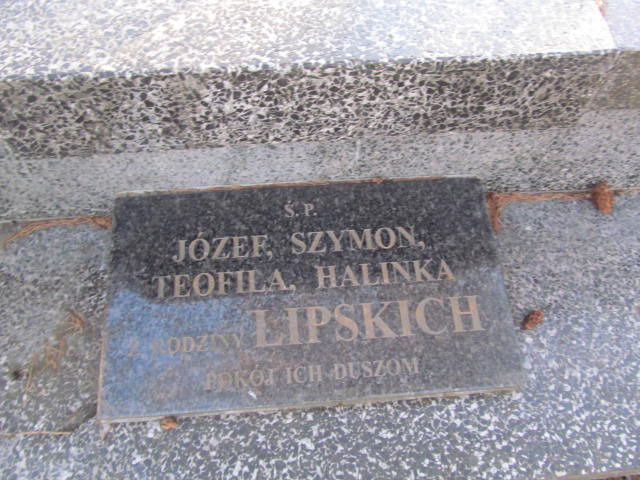 Ś. P.
JÓZEF, SZYMON,
TEOFILA, HALINKA
Z RODZINY LIPSKICH
POKÓJ ICH DUSZOM